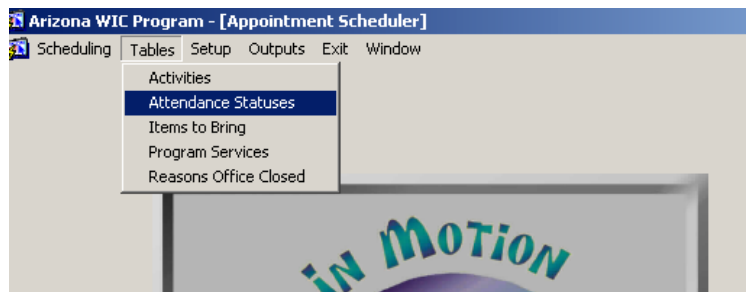 Arizona WIC Program - [Appointment Scheduler]
Scheduling Tables Setup Outputs Exit Window
Activities
Attendance Statuses
Items to Bring
Program Services
Reasons Office Closed
in MOTION